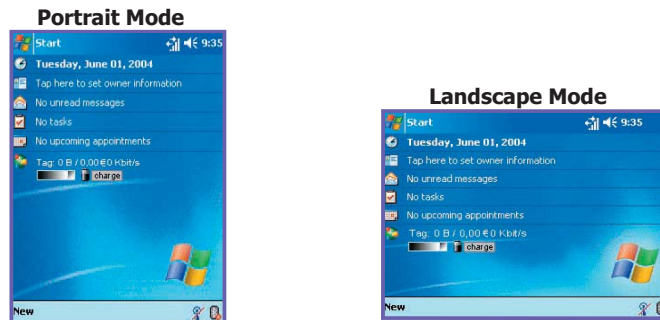 Portrait Mode
Start 9:35
Tuesday, June 01, 2004
Tap here to set owner information
No unread messages
No tasks
No upcoming appointments
Tag: 0 B / 0,00 € 0 Kbit/s
charge
New
Landscape Mode
Start 9:35
Tuesday, June 01, 2004
Tap here to set owner information
No unread messages
No tasks
No upcoming appointments
Tag: 0 B / 0,00 € 0 Kbit/s
charge
New